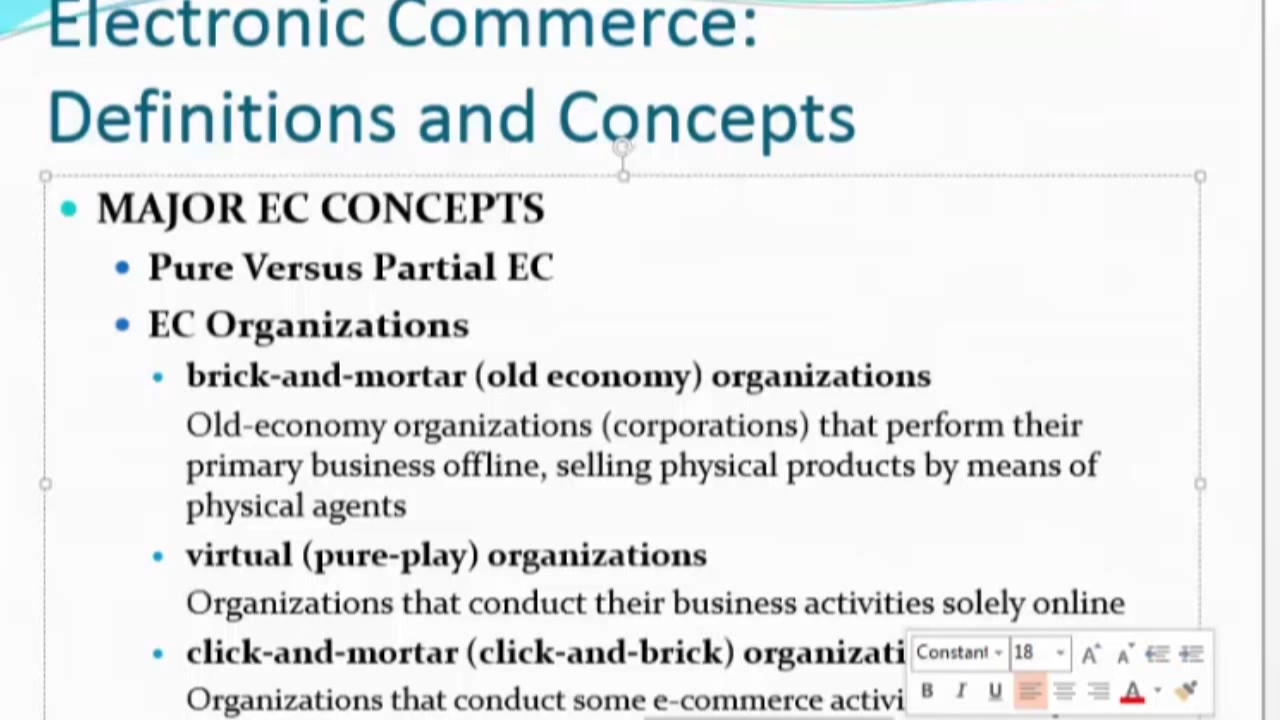 Electronic Commerce:
Definitions and Concepts
MAJOR EC CONCEPTS
Pure Versus Partial EC
EC Organizations
brick-and-mortar (old economy) organizations
Old-economy organizations (corporations) that perform their
primary business offline, selling physical products by means of
physical agents
virtual (pure-play) organizations
Organizations that conduct their business activities solely online
click-and-mortar (click-and-brick) organizati
Constant 18
B I U A
Organizations that conduct some e-commerce activi